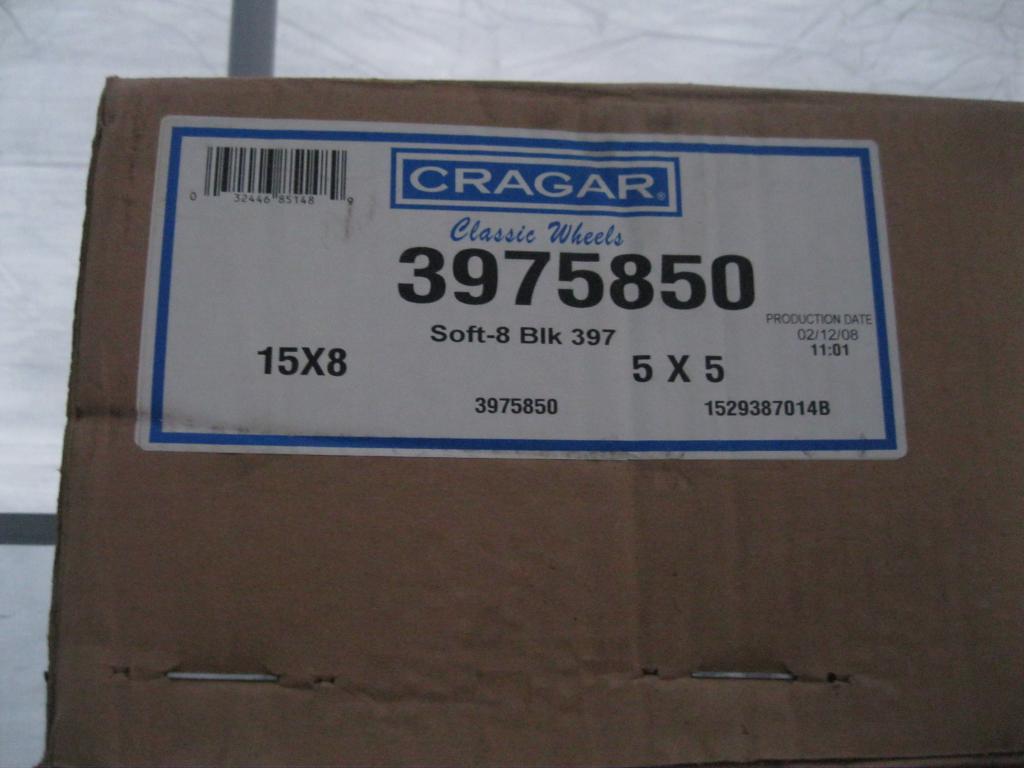 CRAGAR®
0 32446 85148 9
Classic Wheels
3975850
PRODUCTION DATE
Soft-8 Blk 397
02/12/08
11:01
15X8
5 X 5
3975850
1529387014B